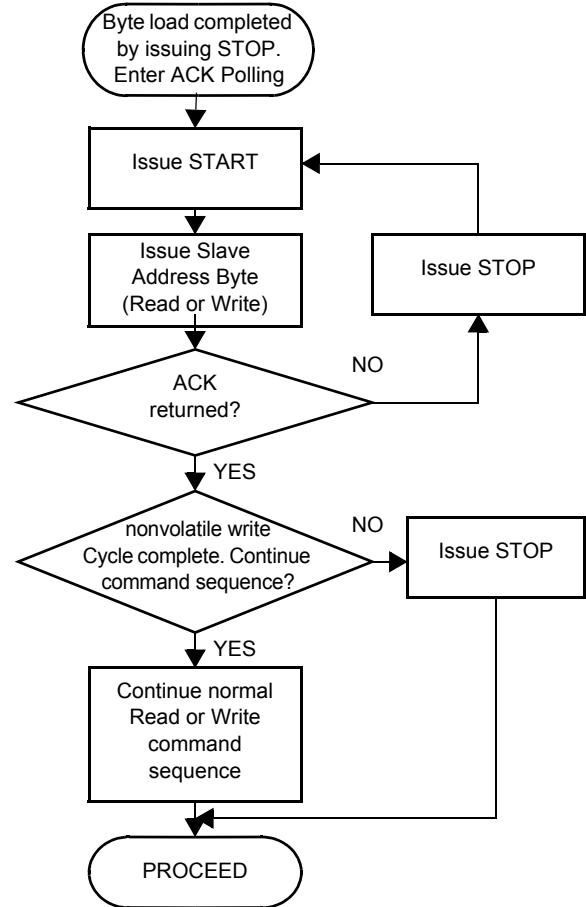 Byte load completed
by issuing STOP.
Enter ACK Polling
Issue START
Issue Slave
Address Byte
(Read or Write)
Issue STOP
ACK
returned?
NO
YES
nonvolatile write
Cycle complete. Continue
command sequence?
NO
Issue STOP
YES
Continue normal
Read or Write
command
sequence
PROCEED